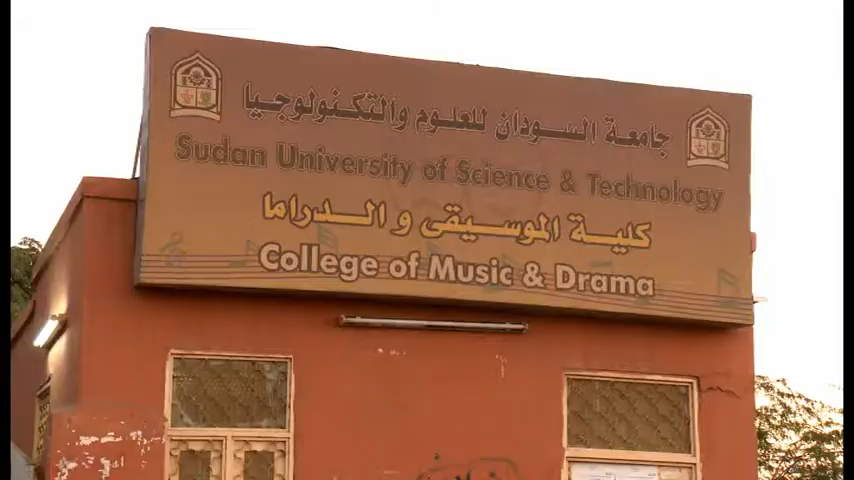 جامعة السودان للعلوم والتكنولوجيا
Sudan University of Science & Technology
كلية الموسيقى و الدراما
College of Music & Drama